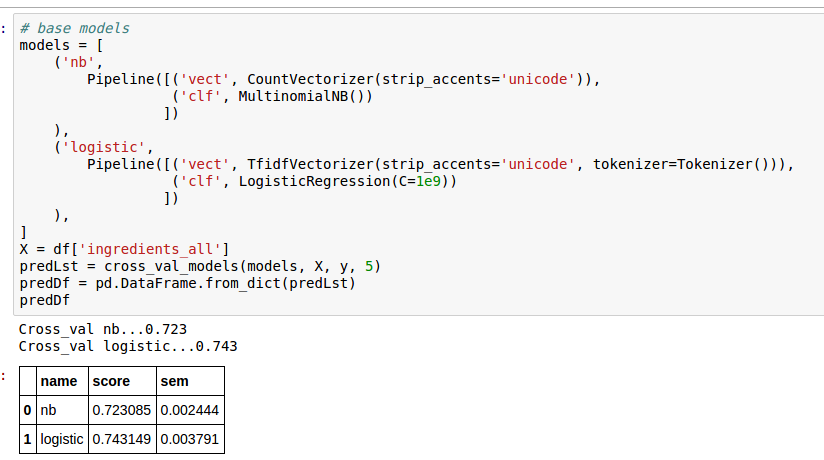 :
# base models
models = [
    ('nb',
        Pipeline([('vect', CountVectorizer(strip_accents='unicode')),
                  ('clf', MultinomialNB())
                 ])
    ),
    ('logistic',
        Pipeline([('vect', TfidfVectorizer(strip_accents='unicode', tokenizer=Tokenizer())),
                  ('clf', LogisticRegression(C=1e9))
                 ])
    ),
]
X = df['ingredients_all']
predLst = cross_val_models(models, X, y, 5)
predDf = pd.DataFrame.from_dict(predLst)
predDf
Cross_val nb...0.723
Cross_val logistic...0.743
:
name score sem
0 nb 0.723085 0.002444
1 logistic 0.743149 0.003791